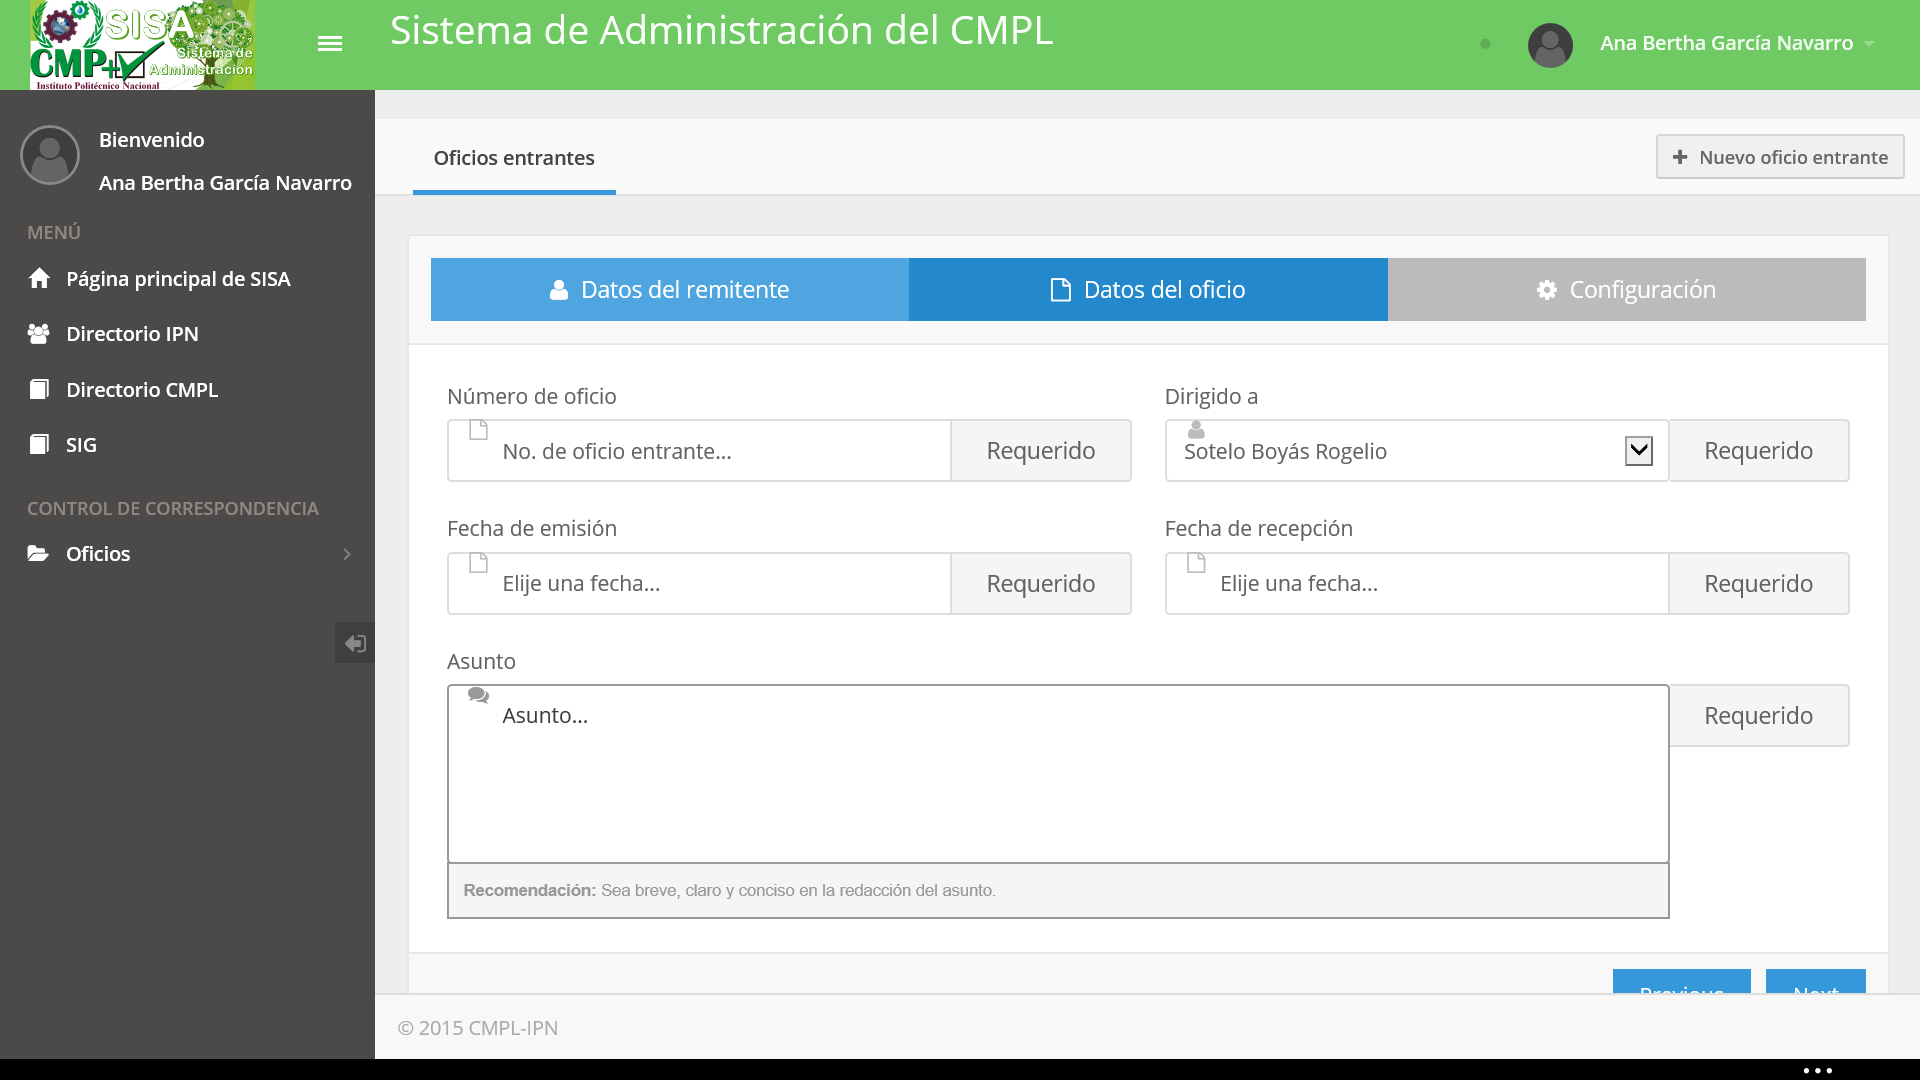 SISA
CMP+
Sistema de
Administración
Instituto Politécnico Nacional
Sistema de Administración del CMPL
Ana Bertha García Navarro
Bienvenido
Ana Bertha García Navarro
MENÚ
Página principal de SISA
Directorio IPN
Directorio CMPL
SIG
CONTROL DE CORRESPONDENCIA
Oficios
Oficios entrantes
Nuevo oficio entrante
Datos del remitente
Datos del oficio
Configuración
Número de oficio
No. de oficio entrante...
Requerido
Dirigido a
Sotelo Boyás Rogelio
Requerido
Fecha de emisión
Elije una fecha...
Requerido
Fecha de recepción
Elije una fecha...
Requerido
Asunto
Asunto...
Requerido
Recomendación: Sea breve, claro y conciso en la redacción del asunto.
Previous
Next
© 2015 CMPL-IPN